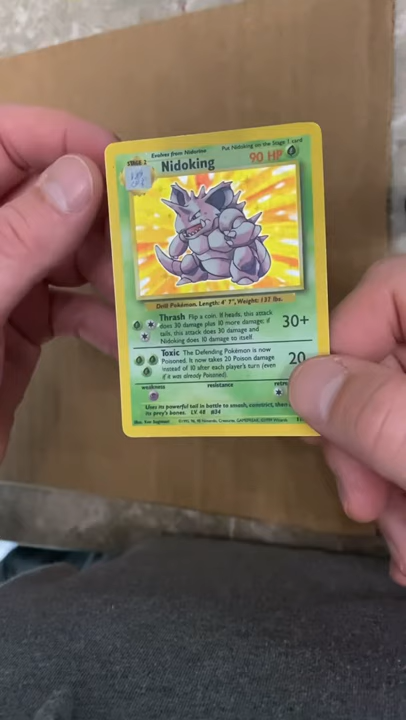 Evolves from Nidorino
Put Nidoking on the Stage 1 card
STAGE 2
Nidoking
90 HP
Drill Pokémon. Length: 4' 7", Weight: 137 lbs.
Thrash Flip a coin. If heads, this attack
does 30 damage plus 10 more damage; if
tails, this attack does 30 damage and
Nidoking does 10 damage to itself.
30+
Toxic The Defending Pokémon is now
Poisoned. It now takes 20 Poison damage
instead of 10 after each player's turn (even
if it was already Poisoned).
20
weakness
resistance
Uses its powerful tail in battle to smash, constrict, then
its prey's bones. LV. 48 #34